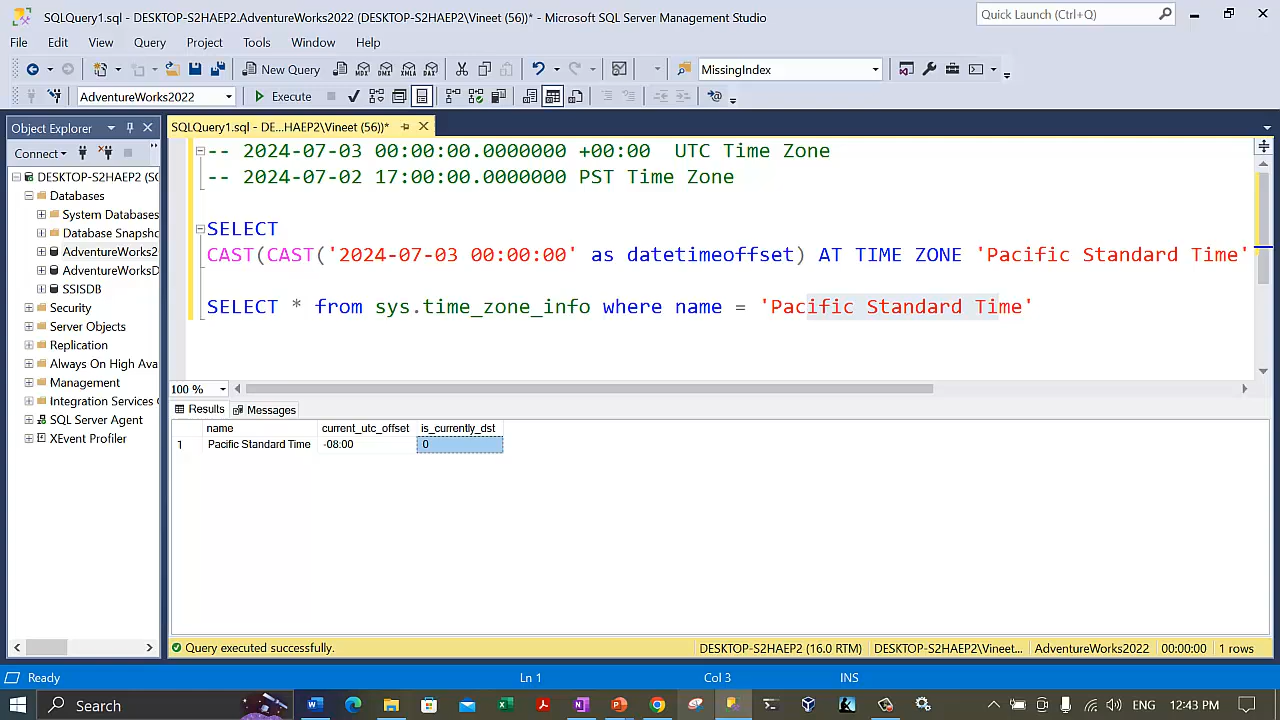 SQLQuery1.sql - DESKTOP-S2HAEP2.AdventureWorks2022 (DESKTOP-S2HAEP2\Vineet (56))* - Microsoft SQL Server Management Studio
Quick Launch (Ctrl+Q)
File Edit View Query Project Tools Window Help
New Query MDX DMX XMLA DAX MissingIndex
AdventureWorks2022 Execute
Object Explorer
SQLQuery1.sql - DE...HAEP2\Vineet (56))*
Connect
DESKTOP-S2HAEP2 (SC
Databases
System Databases
Database Snapsho
AdventureWorks2
AdventureWorksD
SSISDB
Security
Server Objects
Replication
Always On High Ava
Management
Integration Services C
SQL Server Agent
XEvent Profiler
-- 2024-07-03 00:00:00.0000000 +00:00  UTC Time Zone
-- 2024-07-02 17:00:00.0000000 PST Time Zone
SELECT
CAST(CAST('2024-07-03 00:00:00' as datetimeoffset) AT TIME ZONE 'Pacific Standard Time'
SELECT * from sys.time_zone_info where name = 'Pacific Standard Time'
100 %
Results Messages
name current_utc_offset is_currently_dst
1 Pacific Standard Time -08:00 0
Query executed successfully. DESKTOP-S2HAEP2 (16.0 RTM) DESKTOP-S2HAEP2\Vineet... AdventureWorks2022 00:00:00 1 rows
Ready Ln 1 Col 3 INS
Search ENG 12:43 PM